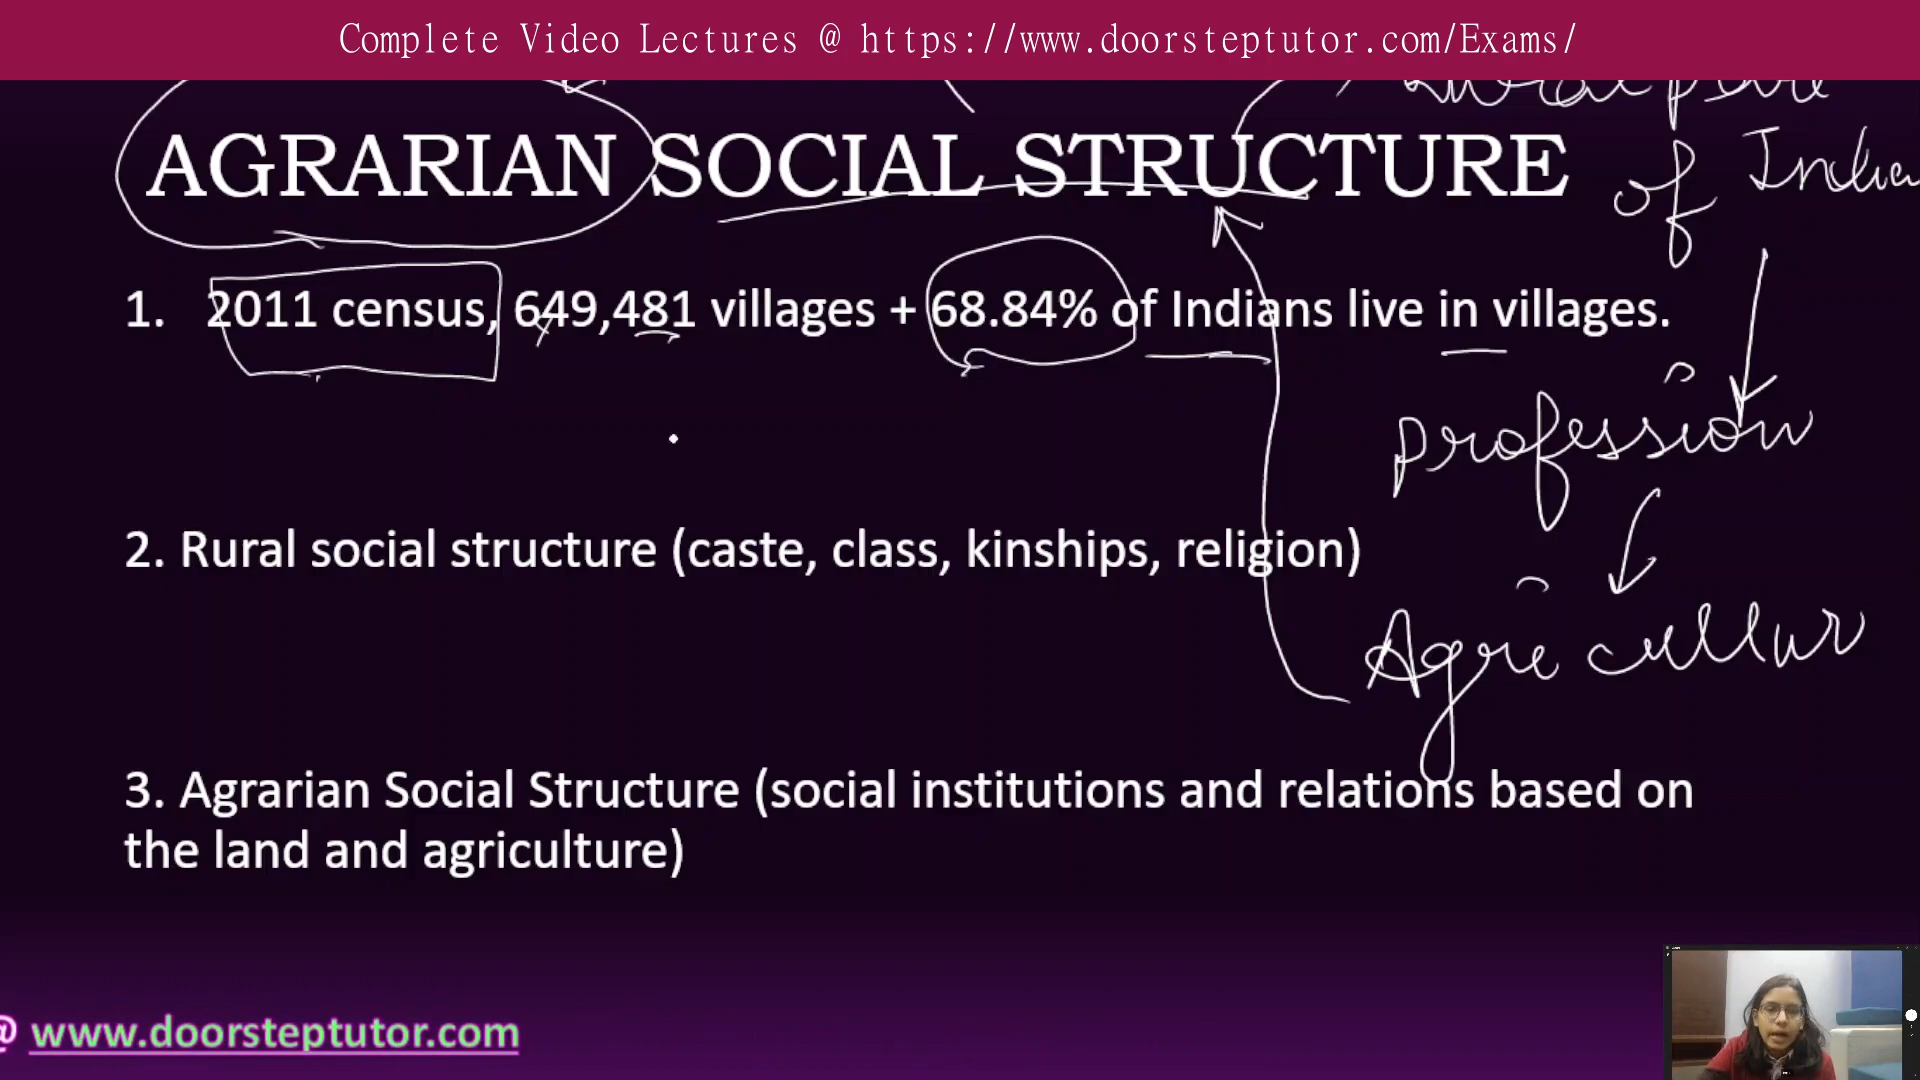 Complete Video Lectures @ https://www.doorsteptutor.com/Exams/
AGRARIAN SOCIAL STRUCTURE
of India
1. 2011 census, 649,481 villages + 68.84% of Indians live in villages.
profession
2. Rural social structure (caste, class, kinships, religion)
Agricultur
3. Agrarian Social Structure (social institutions and relations based on
the land and agriculture)
@ www.doorsteptutor.com